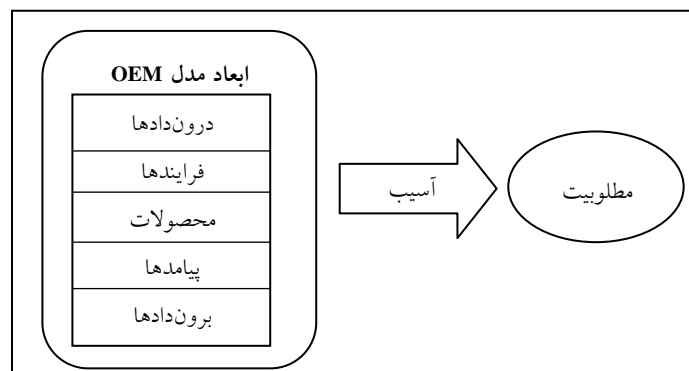 ابعاد مدل OEM
درون‌دادها
فرایندها
محصولات
پیامدها
برون‌دادها
آسیب
مطلوبیت